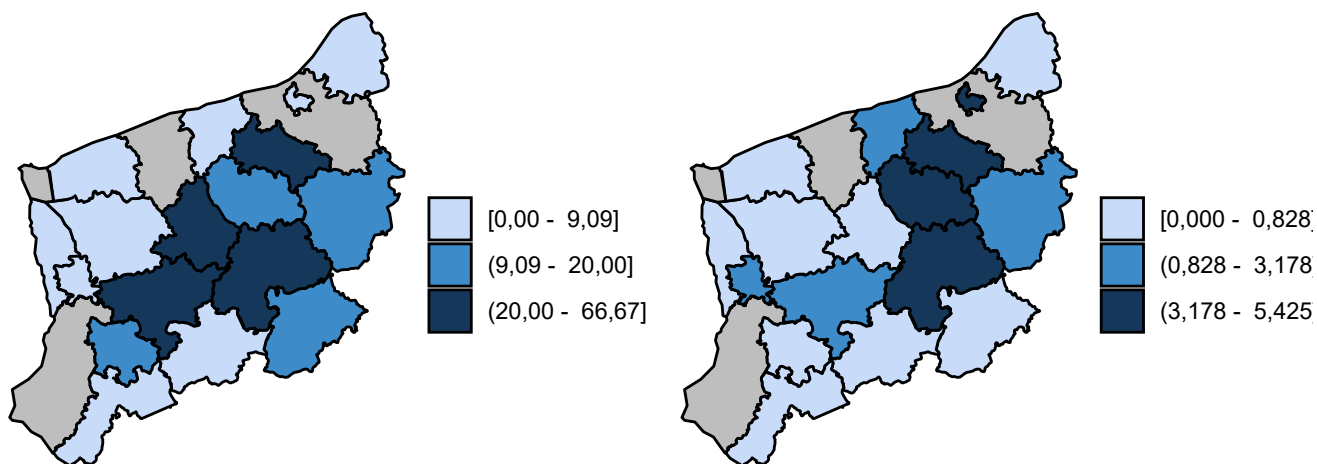 [0,00 - 9,09]
(9,09 - 20,00]
(20,00 - 66,67]
[0,000 - 0,828]
(0,828 - 3,178]
(3,178 - 5,425]